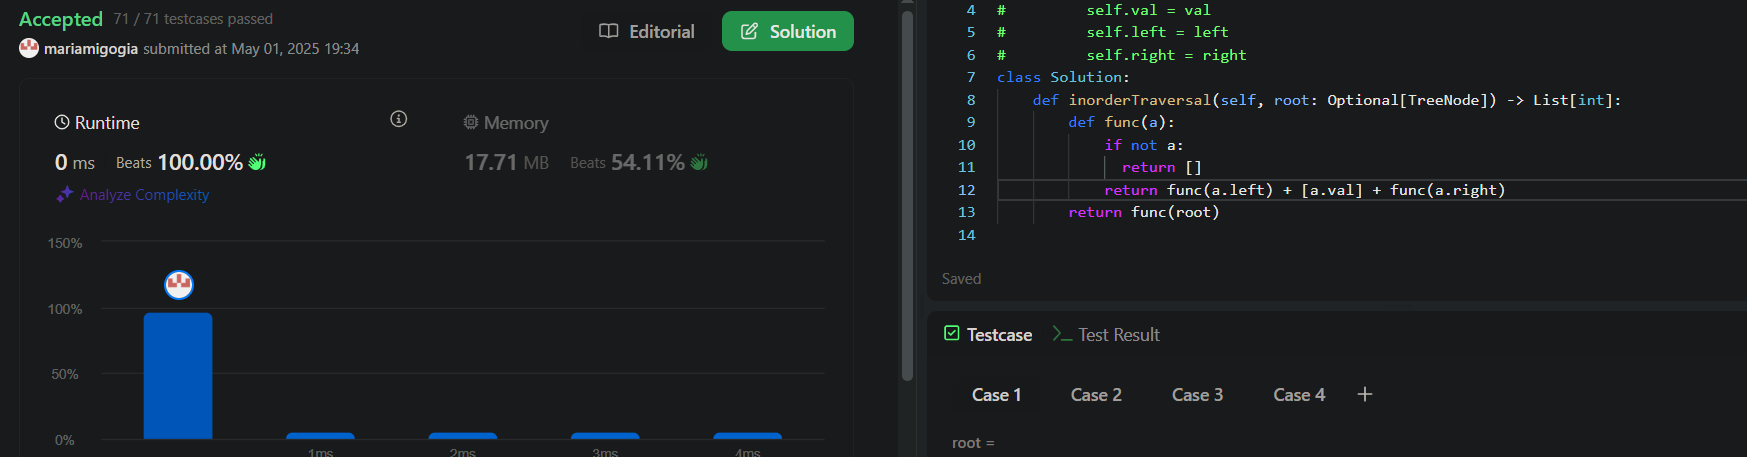 Accepted 71 / 71 testcases passed
mariamigogia submitted at May 01, 2025 19:34
Editorial
Solution
Runtime
0 ms Beats 100.00%
Analyze Complexity
Memory
17.71 MB Beats 54.11%
150%
100%
50%
0%
1ms 2ms 3ms 4ms
4 # self.val = val
5 # self.left = left
6 # self.right = right
7 class Solution:
8 def inorderTraversal(self, root: Optional[TreeNode]) -> List[int]:
9 def func(a):
10 if not a:
11 return []
12 return func(a.left) + [a.val] + func(a.right)
13 return func(root)
14
Saved
Testcase >_ Test Result
Case 1 Case 2 Case 3 Case 4 +
root =